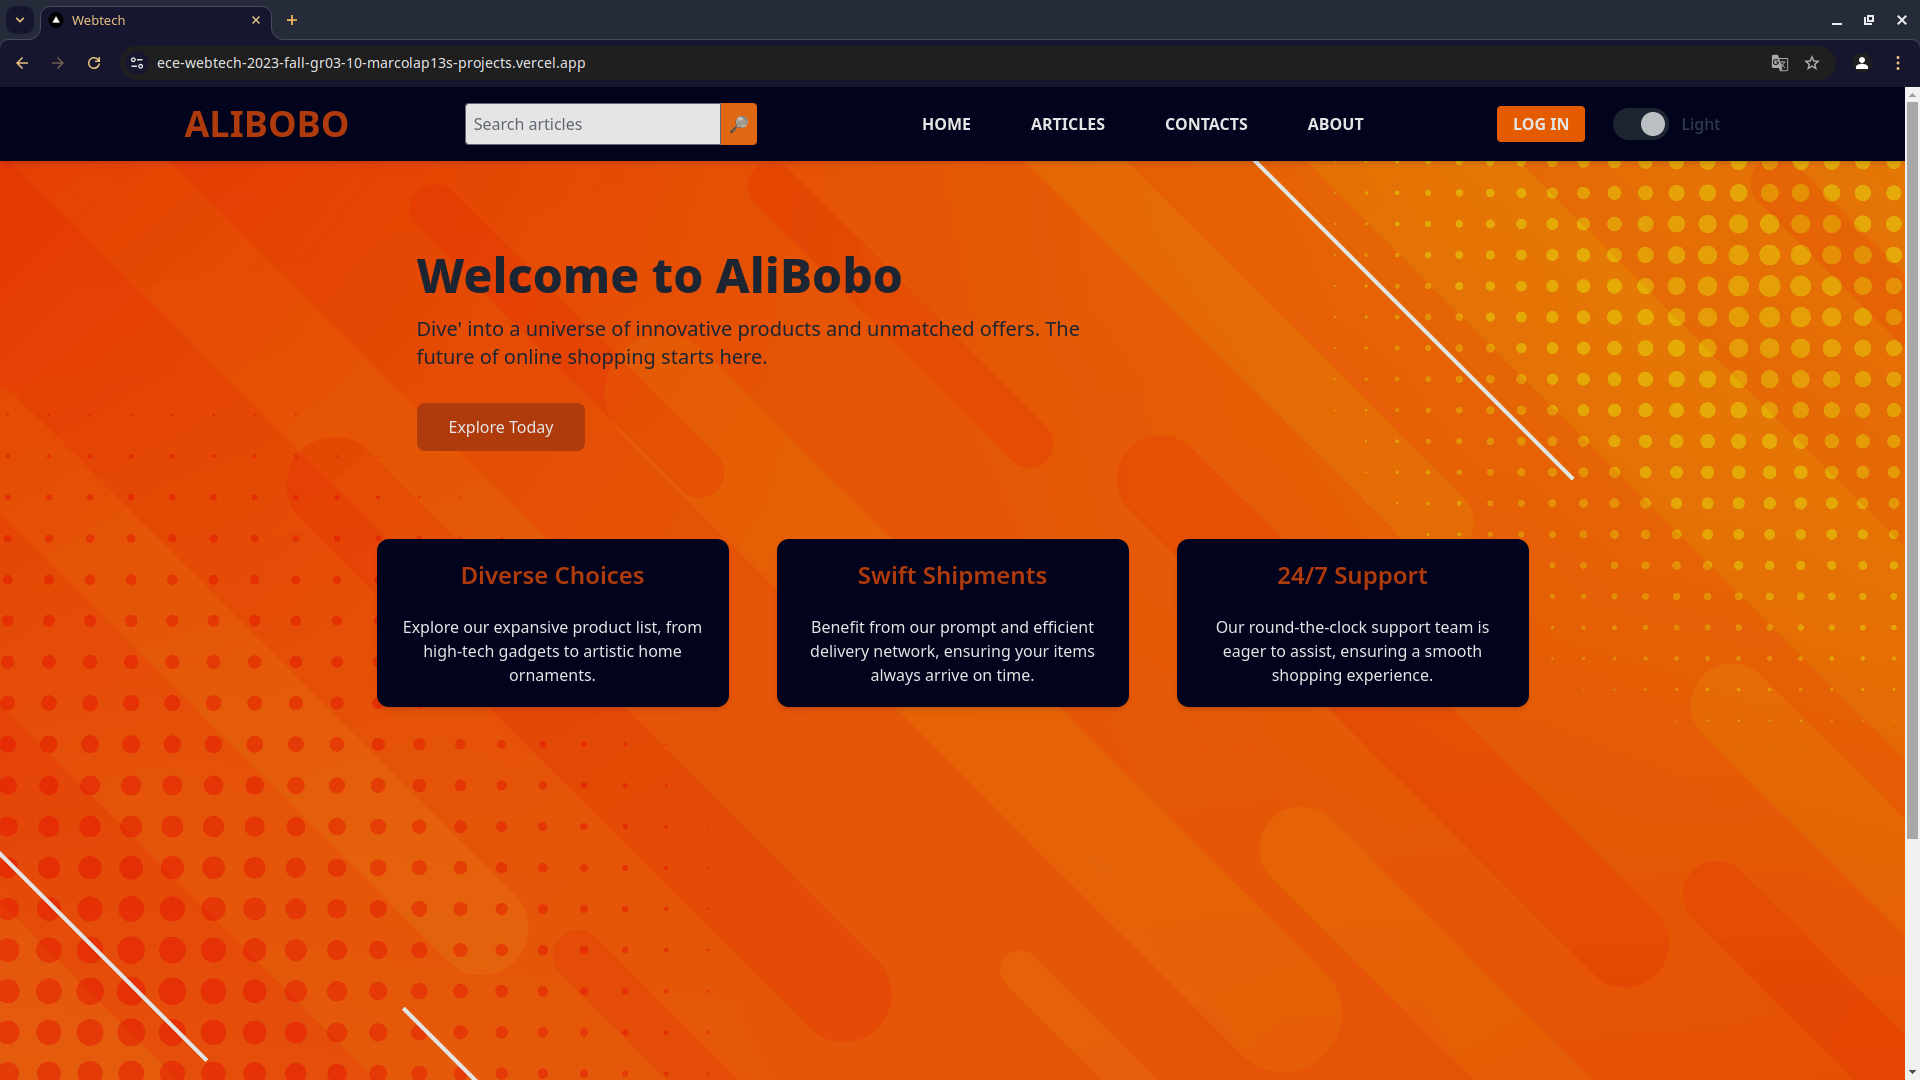 Webtech
ece-webtech-2023-fall-gr03-10-marcolap13s-projects.vercel.app
ALIBOBO
Search articles
HOME
ARTICLES
CONTACTS
ABOUT
LOG IN
Light
Welcome to AliBobo
Dive' into a universe of innovative products and unmatched offers. The
future of online shopping starts here.
Explore Today
Diverse Choices
Explore our expansive product list, from
high-tech gadgets to artistic home
ornaments.
Swift Shipments
Benefit from our prompt and efficient
delivery network, ensuring your items
always arrive on time.
24/7 Support
Our round-the-clock support team is
eager to assist, ensuring a smooth
shopping experience.